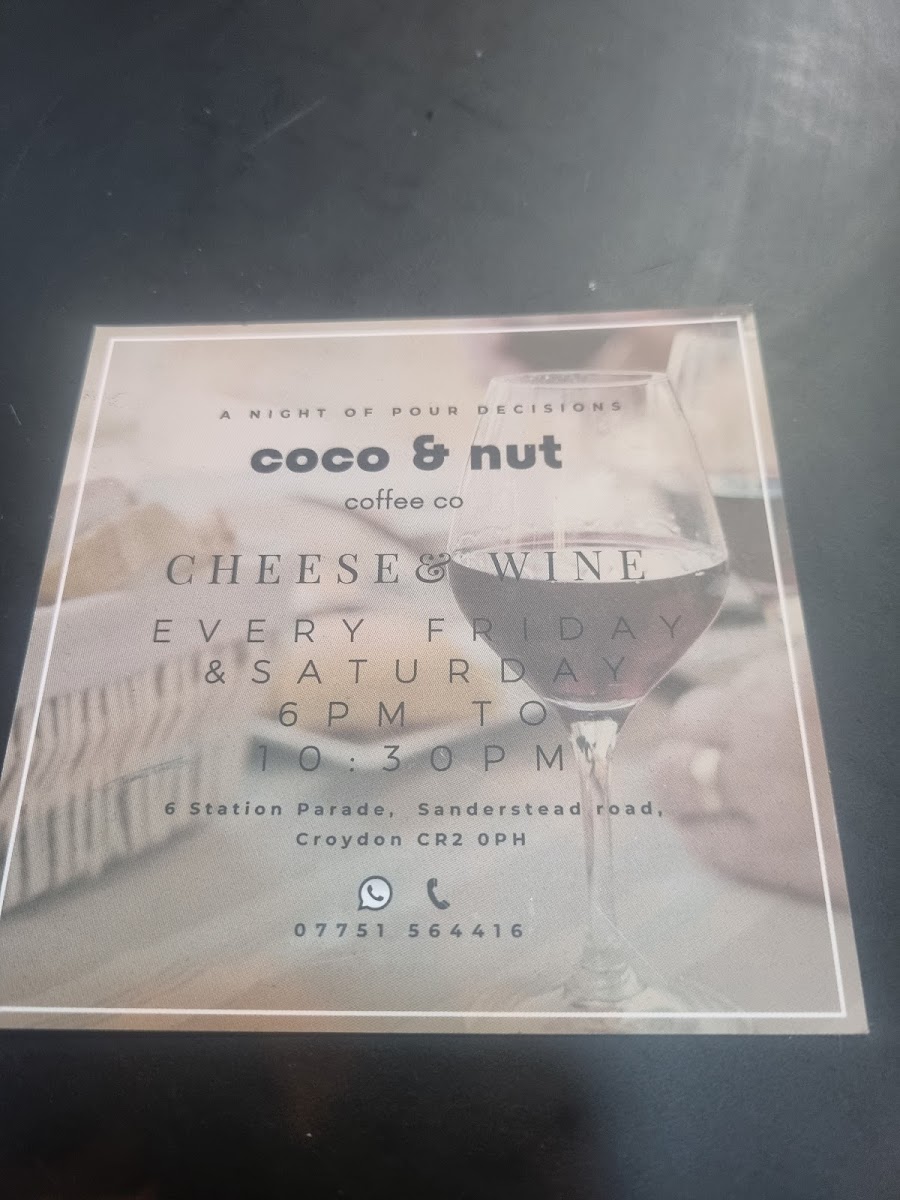 A NIGHT OF POUR DECISIONS
coco & nut
coffee co
CHEESE & WINE
EVERY FRIDAY
& SATURDAY
6PM TO
10:30PM
6 Station Parade, Sanderstead road,
Croydon CR2 0PH
07751 564416